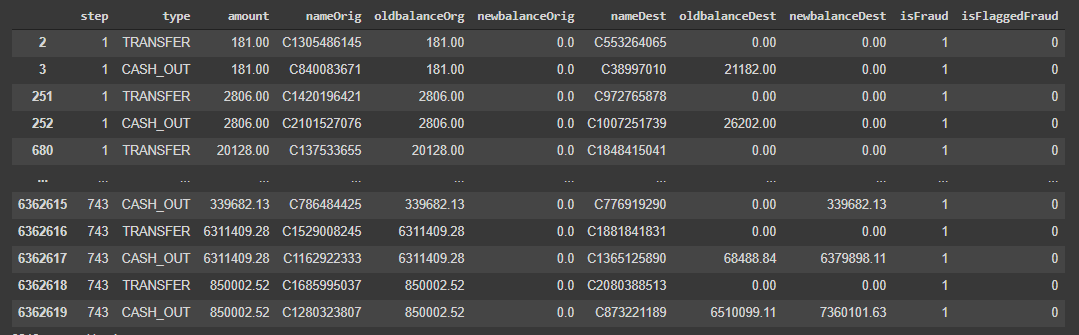 step type amount nameOrig oldbalanceOrg newbalanceOrig nameDest oldbalanceDest newbalanceDest isFraud isFlaggedFraud
2 1 TRANSFER 181.00 C1305486145 181.00 0.0 C553264065 0.00 0.00 1 0
3 1 CASH_OUT 181.00 C840083671 181.00 0.0 C38997010 21182.00 0.00 1 0
251 1 TRANSFER 2806.00 C1420196421 2806.00 0.0 C972765878 0.00 0.00 1 0
252 1 CASH_OUT 2806.00 C2101527076 2806.00 0.0 C1007251739 26202.00 0.00 1 0
680 1 TRANSFER 20128.00 C137533655 20128.00 0.0 C1848415041 0.00 0.00 1 0
... ... ... ... ... ... ... ... ... ... ... ...
6362615 743 CASH_OUT 339682.13 C786484425 339682.13 0.0 C776919290 0.00 339682.13 1 0
6362616 743 TRANSFER 6311409.28 C1529008245 6311409.28 0.0 C1881841831 0.00 0.00 1 0
6362617 743 CASH_OUT 6311409.28 C1162922333 6311409.28 0.0 C1365125890 68488.84 6379898.11 1 0
6362618 743 TRANSFER 850002.52 C1685995037 850002.52 0.0 C2080388513 0.00 0.00 1 0
6362619 743 CASH_OUT 850002.52 C1280323807 850002.52 0.0 C873221189 6510099.11 7360101.63 1 0